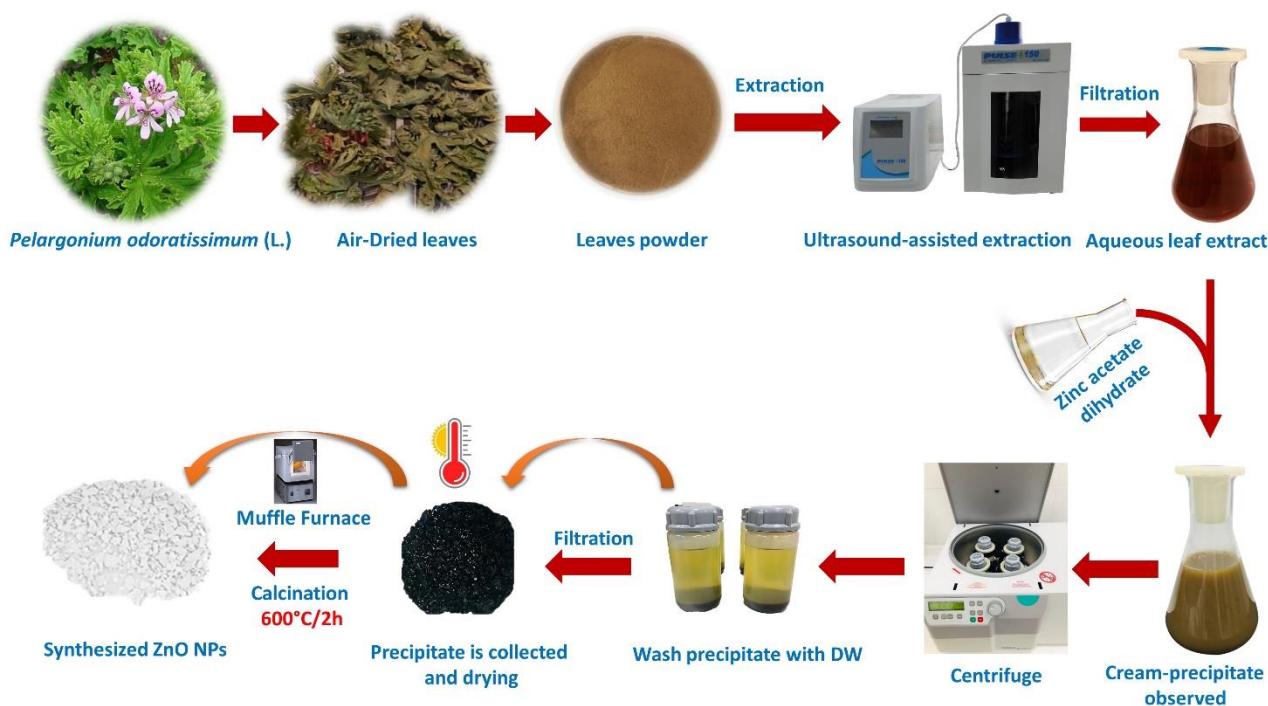 Extraction
Filtration
PULSE 150
Pelargonium odoratissimum (L.)
Air-Dried leaves
Leaves powder
Ultrasound-assisted extraction
Aqueous leaf extract
Zinc acetate
dihydrate
Muffle Furnace
Calcination
600°C/2h
Filtration
Synthesized ZnO NPs
Precipitate is collected
and drying
Wash precipitate with DW
Centrifuge
Cream-precipitate
observed